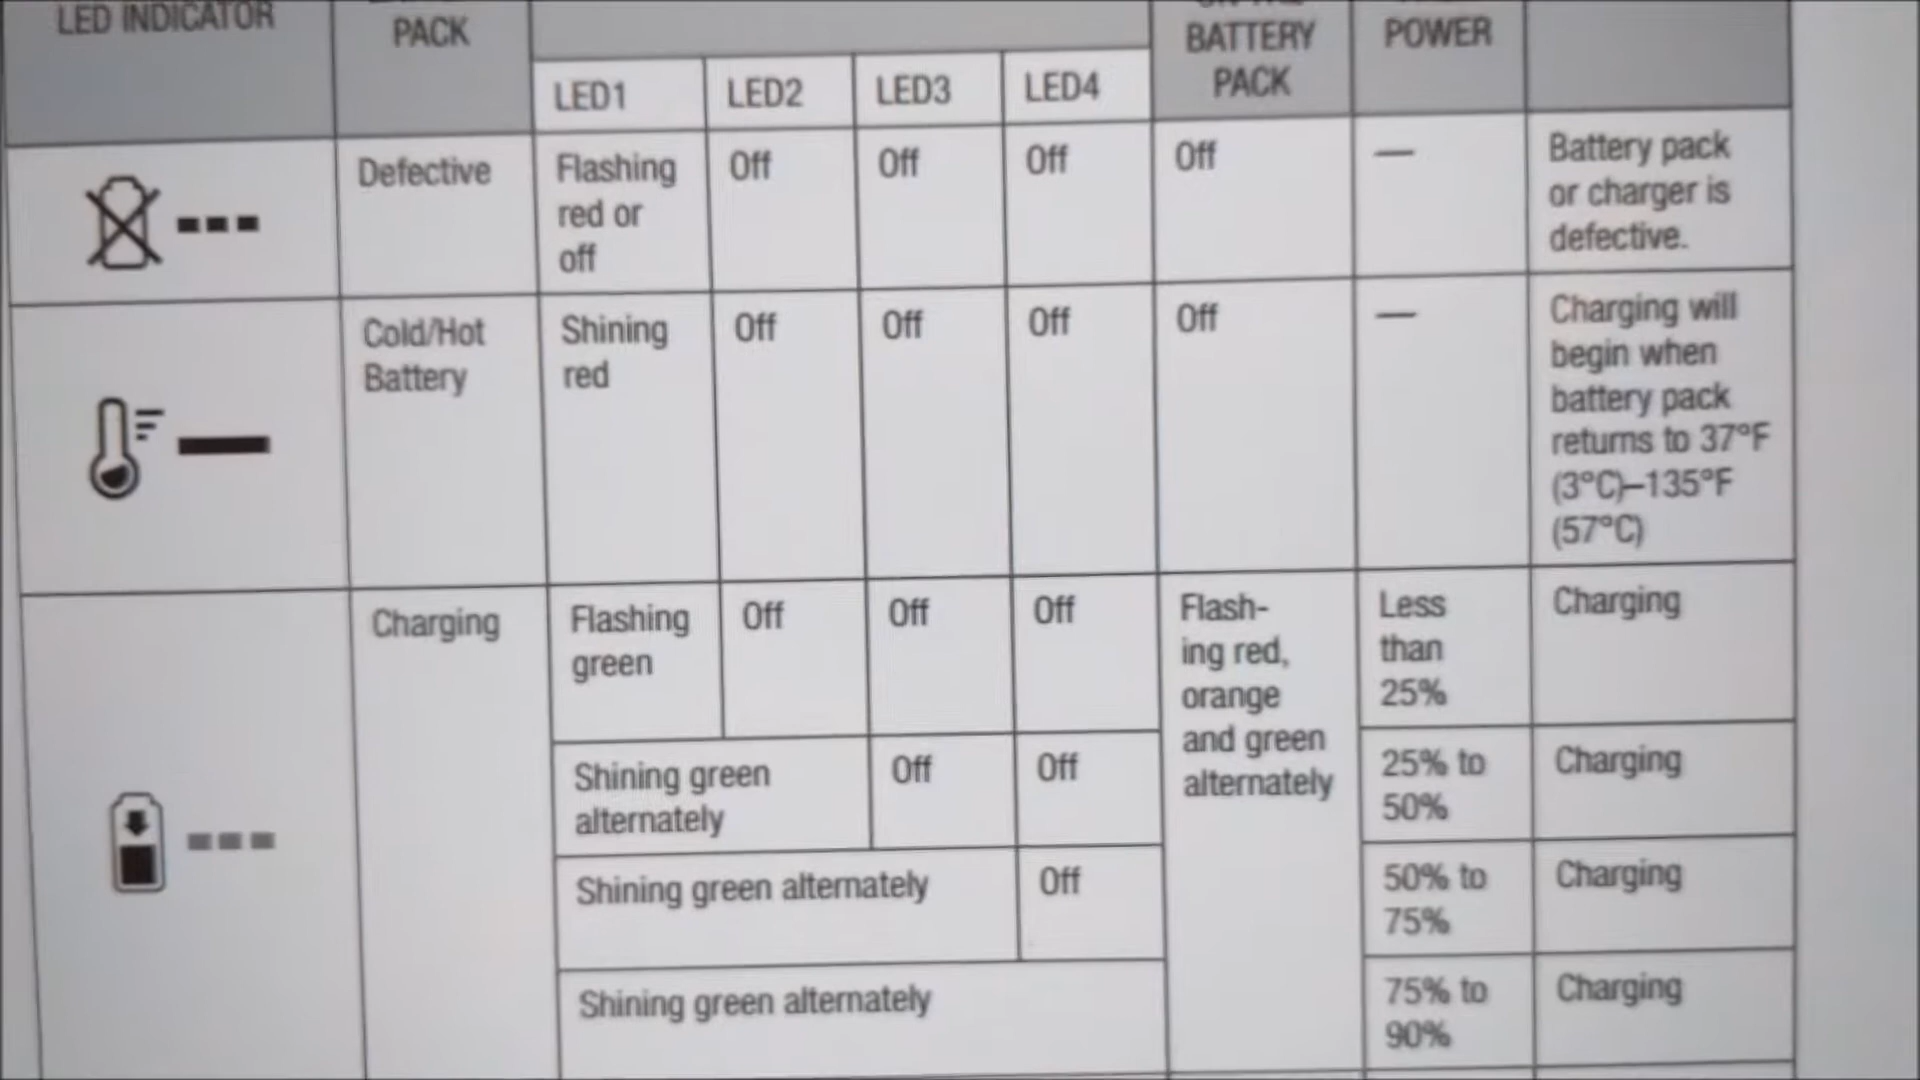 LED INDICATOR
PACK
BATTERY
PACK
POWER
LED1
LED2
LED3
LED4
Defective
Flashing
red or
off
Off
Off
Off
Off
—
Battery pack
or charger is
defective.
Cold/Hot
Battery
Shining
red
Off
Off
Off
Off
—
Charging will
begin when
battery pack
returns to 37°F
(3°C)–135°F
(57°C)
Charging
Flashing
green
Off
Off
Off
Flash-
ing red,
orange
and green
alternately
Less
than
25%
Charging
Shining green
alternately
Off
Off
25% to
50%
Charging
Shining green alternately
Off
50% to
75%
Charging
Shining green alternately
75% to
90%
Charging